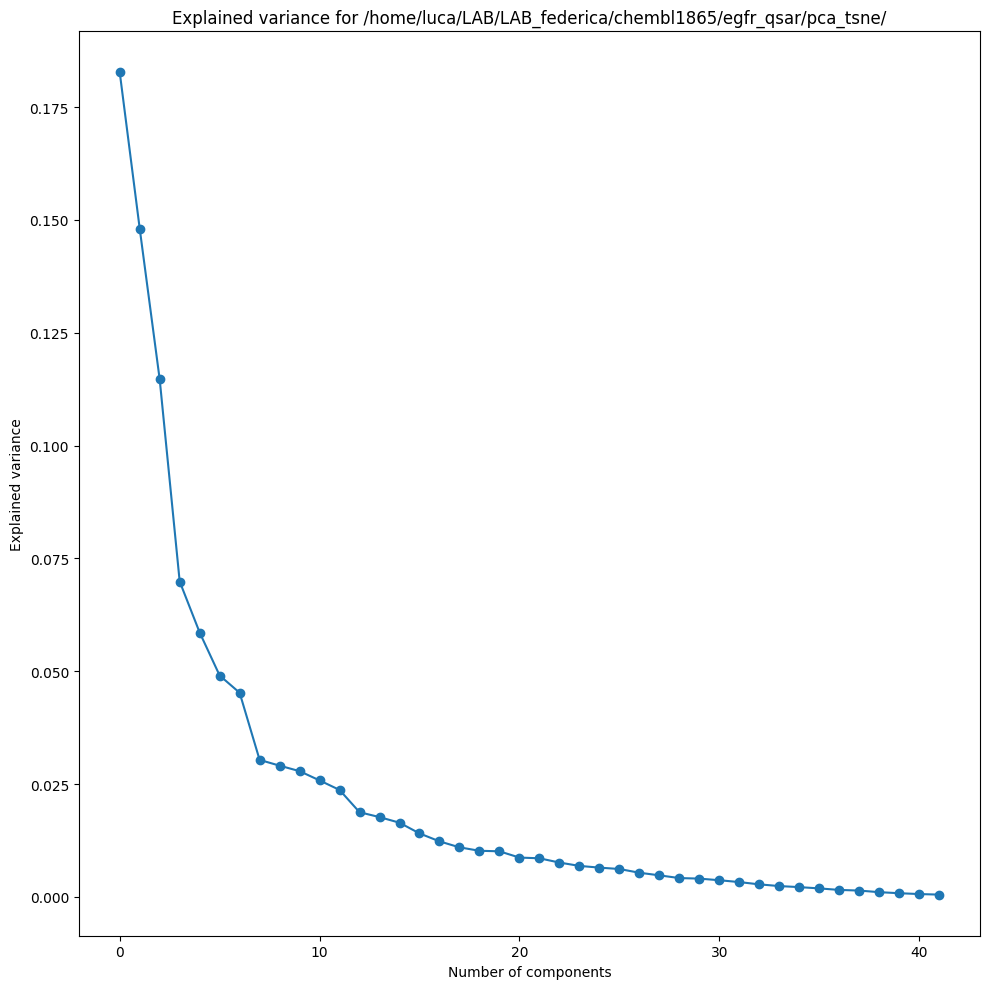 Explained variance for /home/luca/LAB/LAB_federica/chembl1865/egfr_qsar/pca_tsne/
0.175
0.150
0.125
0.100
0.075
0.050
0.025
0.000
Explained variance
0 10 20 30 40
Number of components